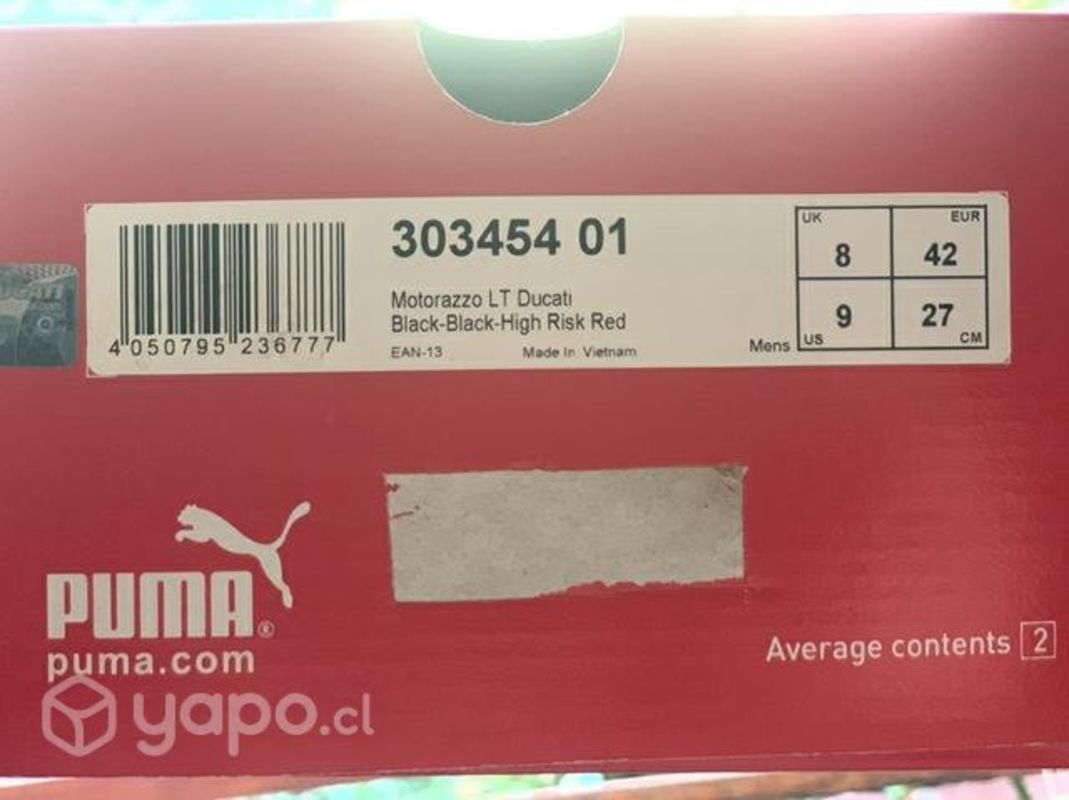 303454 01
Motorazzo LT Ducati
Black-Black-High Risk Red
EAN-13 Made In Vietnam
4 050795 236777
UK 8 EUR 42
Mens US 9 27 CM
PUMA®
puma.com
Average contents 2
yapo.cl